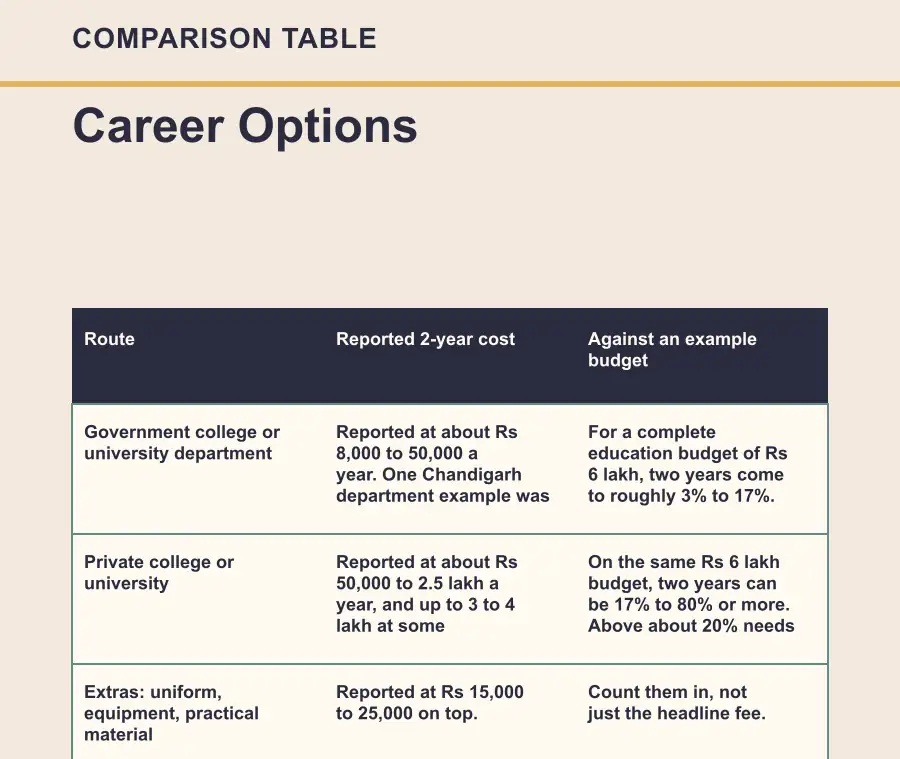 COMPARISON TABLE
Career Options
Route
Reported 2-year cost
Against an example
budget
Government college or
university department
Reported at about Rs
8,000 to 50,000 a
year. One Chandigarh
department example was
For a complete
education budget of Rs
6 lakh, two years come
to roughly 3% to 17%.
Private college or
university
Reported at about Rs
50,000 to 2.5 lakh a
year, and up to 3 to 4
lakh at some
On the same Rs 6 lakh
budget, two years can
be 17% to 80% or more.
Above about 20% needs
Extras: uniform,
equipment, practical
material
Reported at Rs 15,000
to 25,000 on top.
Count them in, not
just the headline fee.